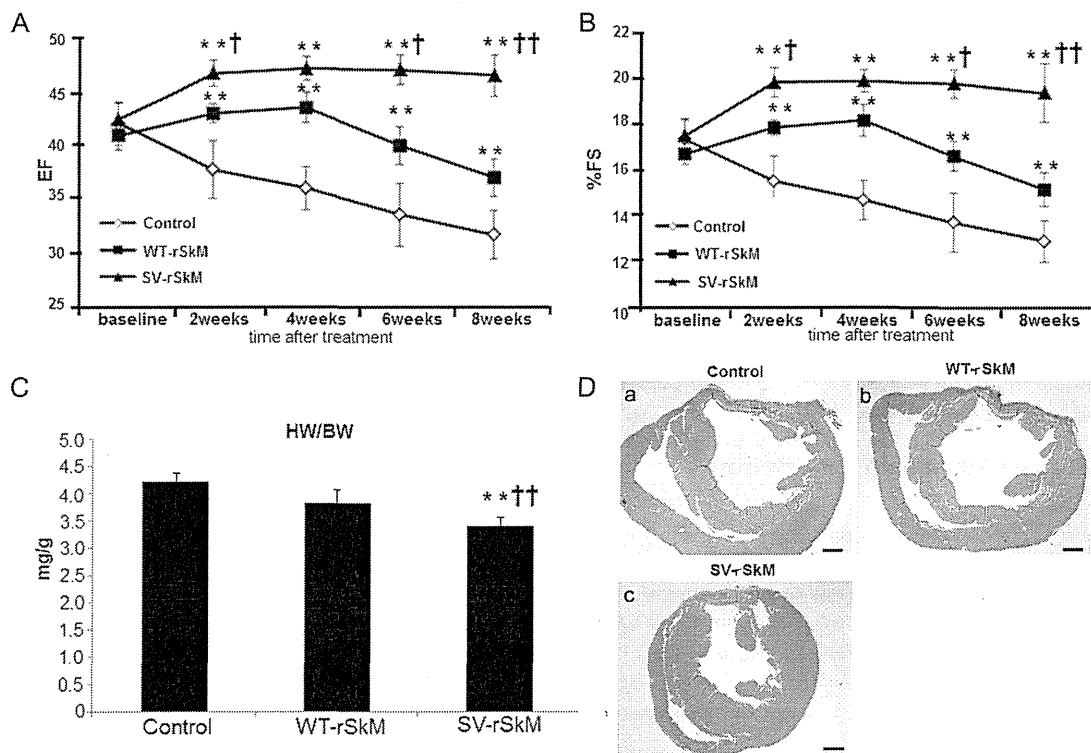 A
50
45
40
35
30
25
EF
**†
**
**†
**††
**
**
**
**
Control
WT-rSkM
SV-rSkM
baseline 2weeks 4weeks 6weeks 8weeks
time after treatment
B
22
20
18
16
14
12
10
%FS
**†
**
**†
**††
**
**
**
**
Control
WT-rSkM
SV-rSkM
baseline 2weeks 4weeks 6weeks 8weeks
time after treatment
C
HW/BW
5.0
4.5
4.0
3.5
3.0
2.5
2.0
1.5
1.0
0.5
0
mg/g
**††
Control WT-rSkM SV-rSkM
D
Control
a
WT-rSkM
b
SV-rSkM
c